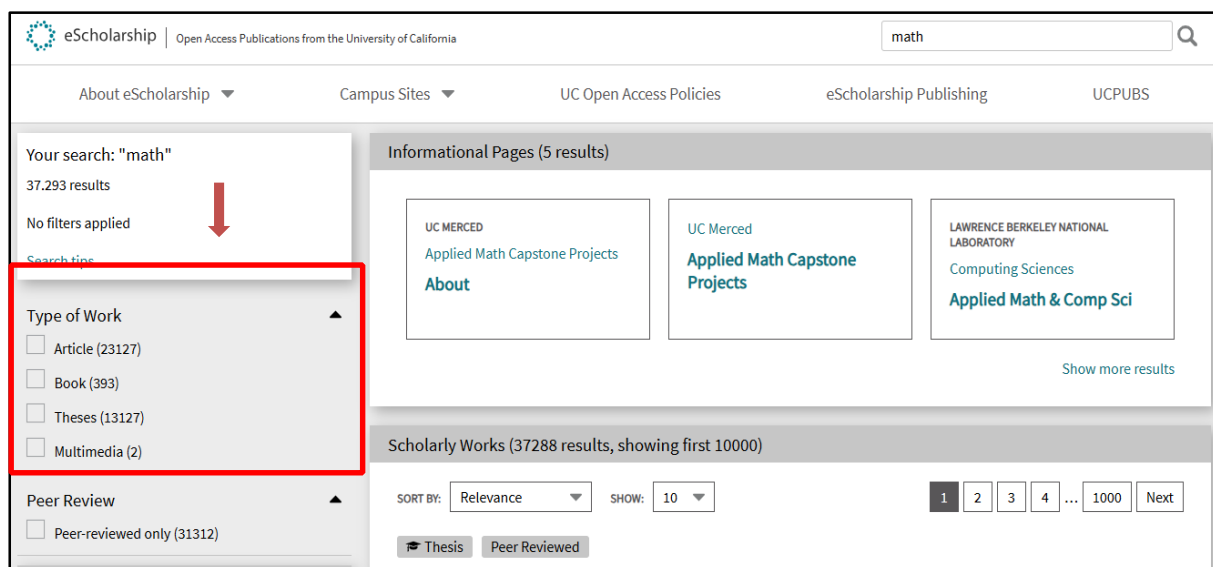 eScholarship | Open Access Publications from the University of California
math
About eScholarship
Campus Sites
UC Open Access Policies
eScholarship Publishing
UCPUBS
Your search: "math"
37.293 results
No filters applied
Search tips
Type of Work
Article (23127)
Book (393)
Theses (13127)
Multimedia (2)
Peer Review
Peer-reviewed only (31312)
Informational Pages (5 results)
UC MERCED
Applied Math Capstone Projects
About
UC Merced
Applied Math Capstone
Projects
LAWRENCE BERKELEY NATIONAL
LABORATORY
Computing Sciences
Applied Math & Comp Sci
Show more results
Scholarly Works (37288 results, showing first 10000)
SORT BY: Relevance SHOW: 10
1 2 3 4 ... 1000 Next
Thesis Peer Reviewed